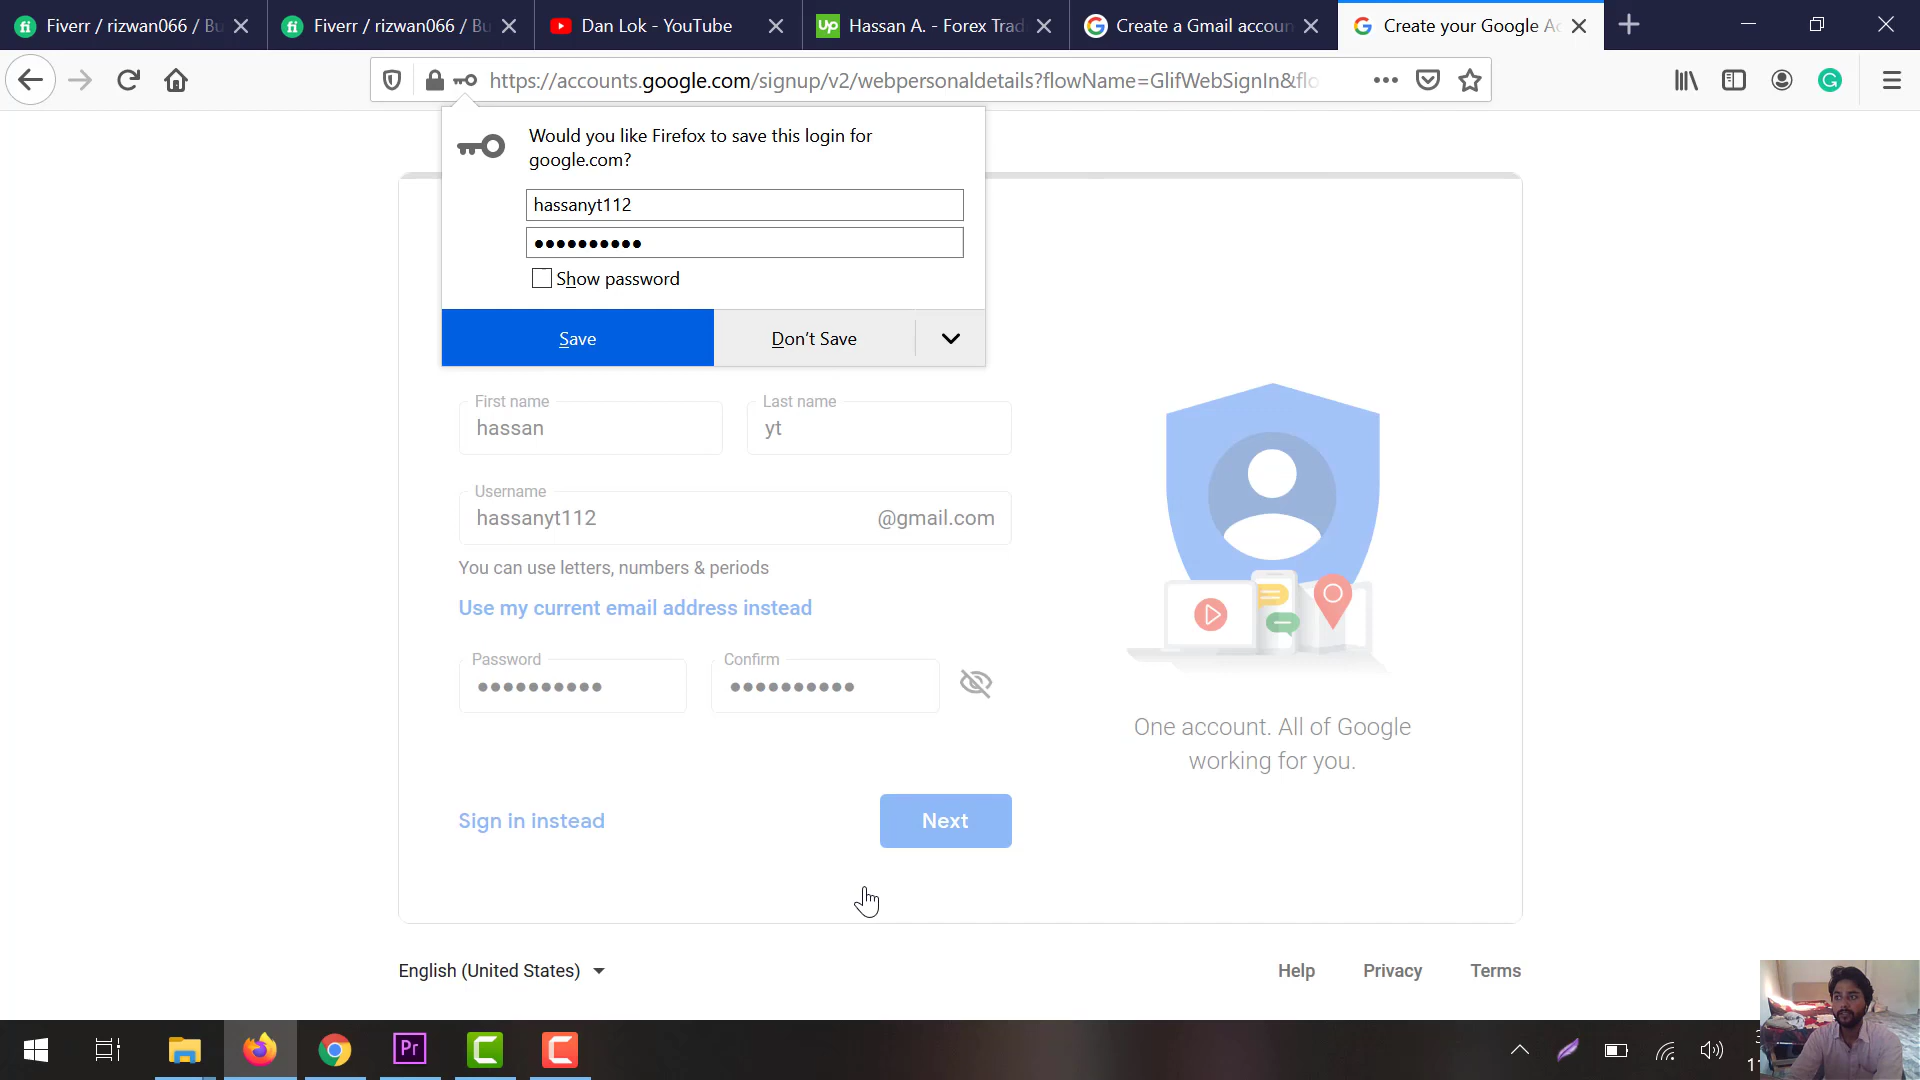 Fiverr / rizwan066 / Bu
Fiverr / rizwan066 / Bu
Dan Lok - YouTube
Hassan A. - Forex Trad
Create a Gmail accoun
Create your Google Ac
https://accounts.google.com/signup/v2/webpersonaldetails?flowName=GlifWebSignIn&flo
Would you like Firefox to save this login for
google.com?
hassanyt112
Show password
Save
Don't Save
First name
Last name
hassan
yt
Username
hassanyt112
@gmail.com
You can use letters, numbers & periods
Use my current email address instead
Password
Confirm
One account. All of Google
working for you.
Sign in instead
Next
English (United States)
Help
Privacy
Terms